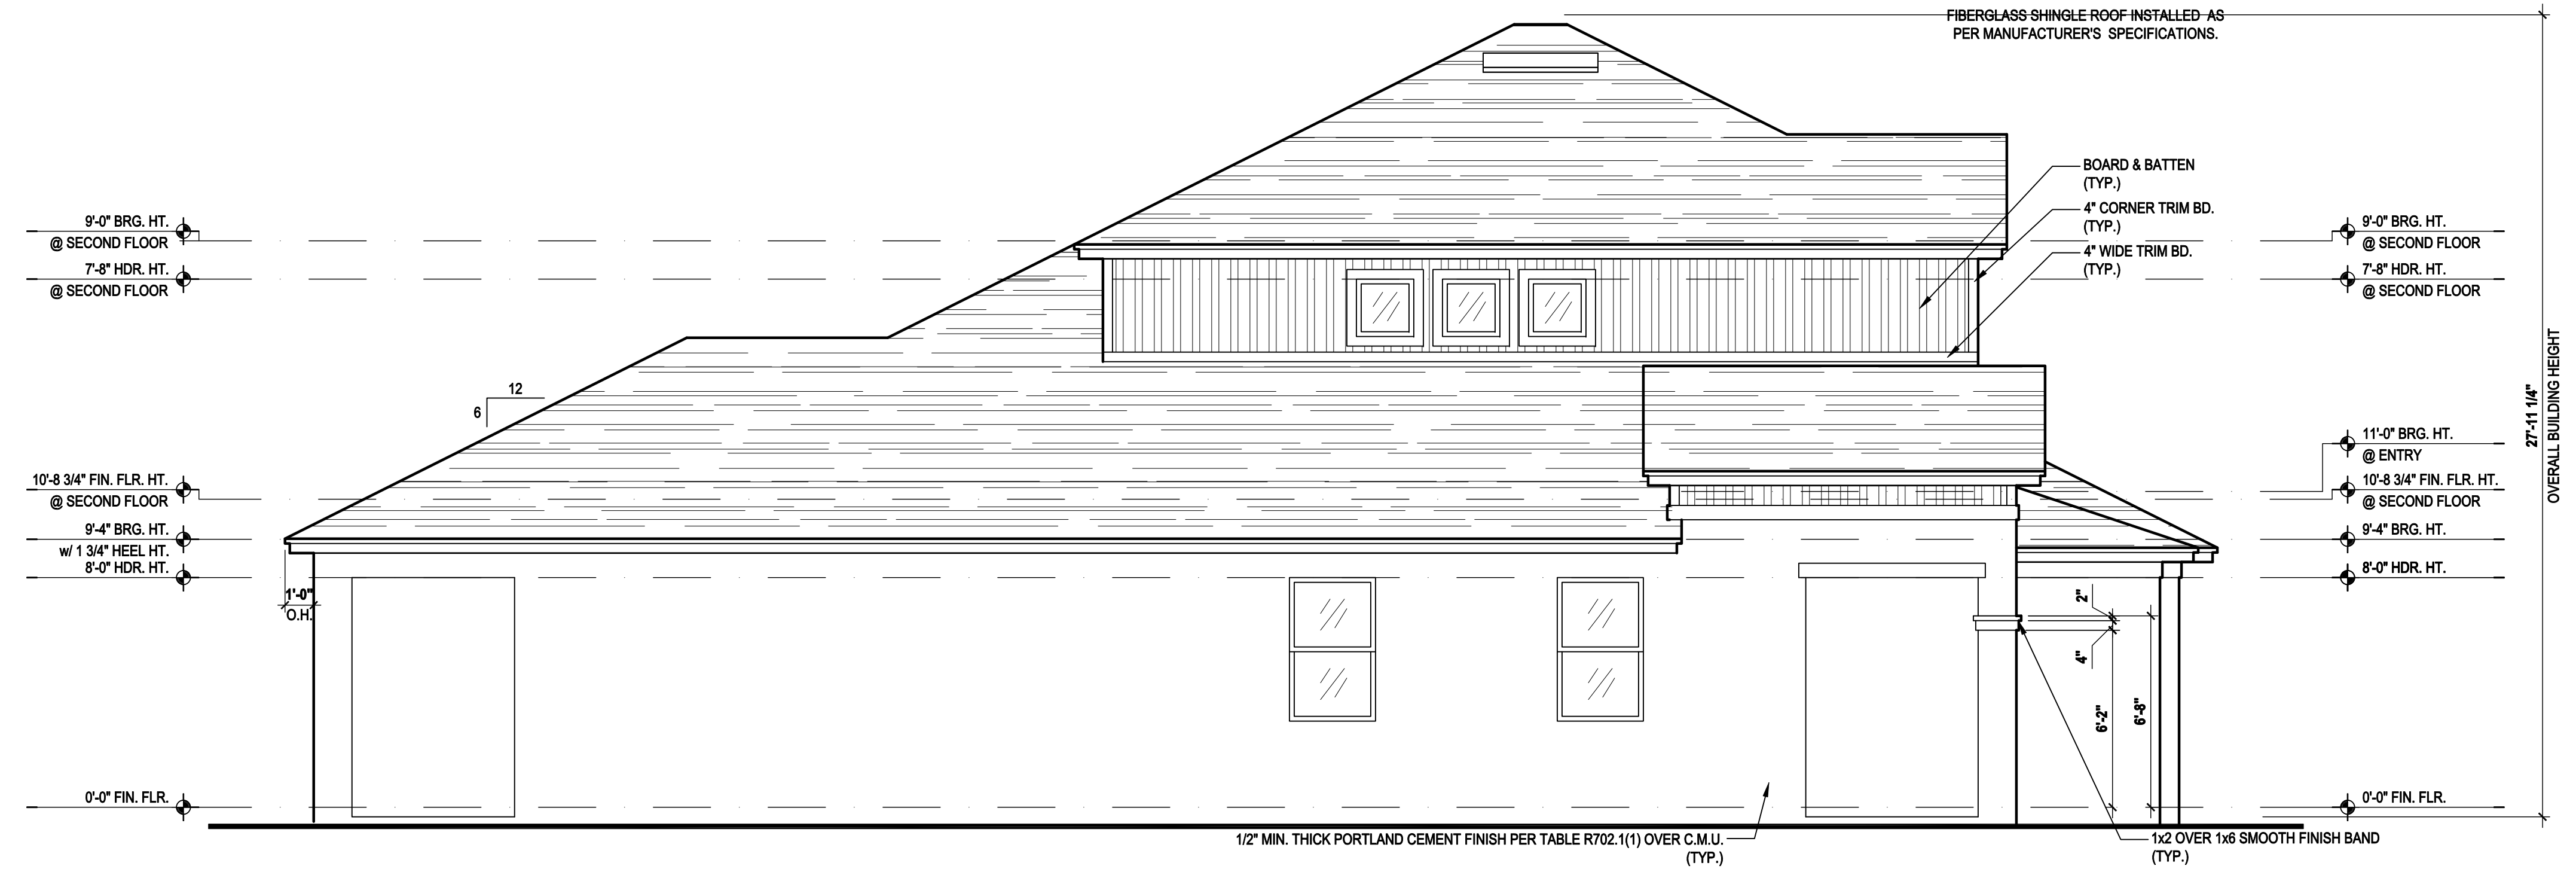 FIBERGLASS SHINGLE ROOF INSTALLED AS
PER MANUFACTURER'S SPECIFICATIONS.
BOARD & BATTEN
(TYP.)
4" CORNER TRIM BD.
(TYP.)
4" WIDE TRIM BD.
(TYP.)
9'-0" BRG. HT.
@ SECOND FLOOR
7'-8" HDR. HT.
@ SECOND FLOOR
12
6
10'-8 3/4" FIN. FLR. HT.
@ SECOND FLOOR
9'-4" BRG. HT.
w/ 1 3/4" HEEL HT.
8'-0" HDR. HT.
1'-0"
O.H.
0'-0" FIN. FLR.
9'-0" BRG. HT.
@ SECOND FLOOR
7'-8" HDR. HT.
@ SECOND FLOOR
11'-0" BRG. HT.
@ ENTRY
10'-8 3/4" FIN. FLR. HT.
@ SECOND FLOOR
9'-4" BRG. HT.
8'-0" HDR. HT.
2"
4"
6'-2"
6'-8"
0'-0" FIN. FLR.
27'-11 1/4"
OVERALL BUILDING HEIGHT
1/2" MIN. THICK PORTLAND CEMENT FINISH PER TABLE R702.1(1) OVER C.M.U.
(TYP.)
1x2 OVER 1x6 SMOOTH FINISH BAND
(TYP.)